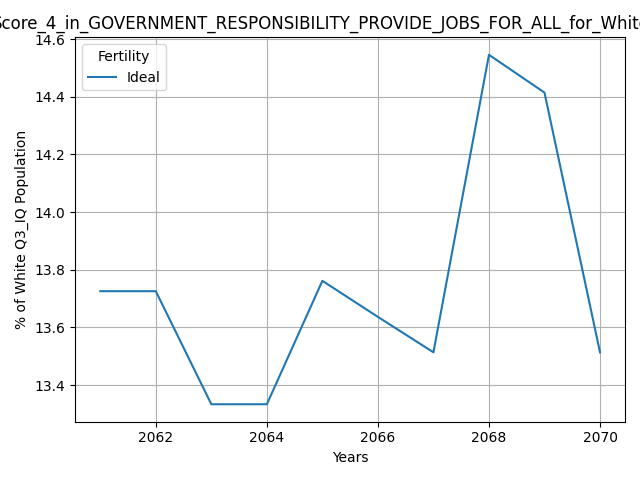 Score_4_in_GOVERNMENT_RESPONSIBILITY_PROVIDE_JOBS_FOR_ALL_for_White
14.6
Fertility
Ideal
14.4
14.2
14.0
13.8
13.6
13.4
% of White Q3_IQ Population
2062 2064 2066 2068 2070
Years